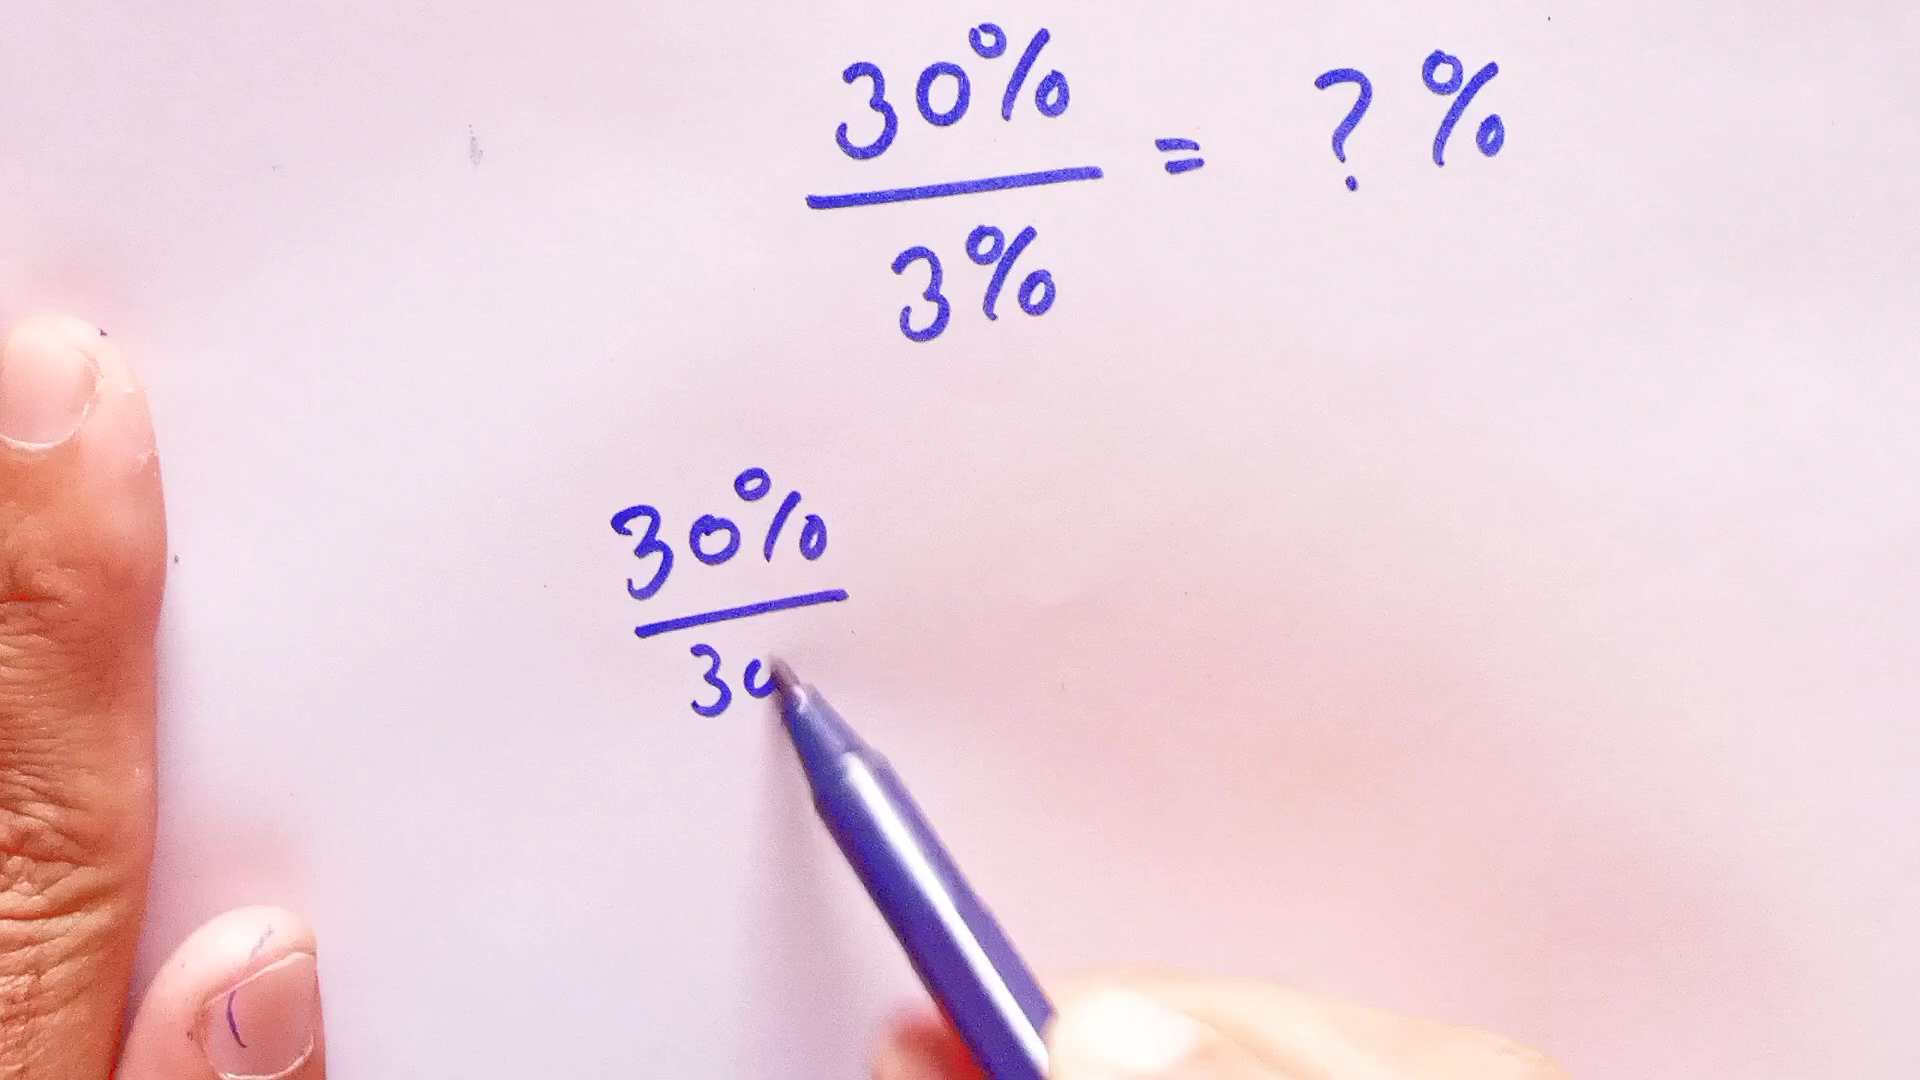 30%
= ? %
3%
30%
3